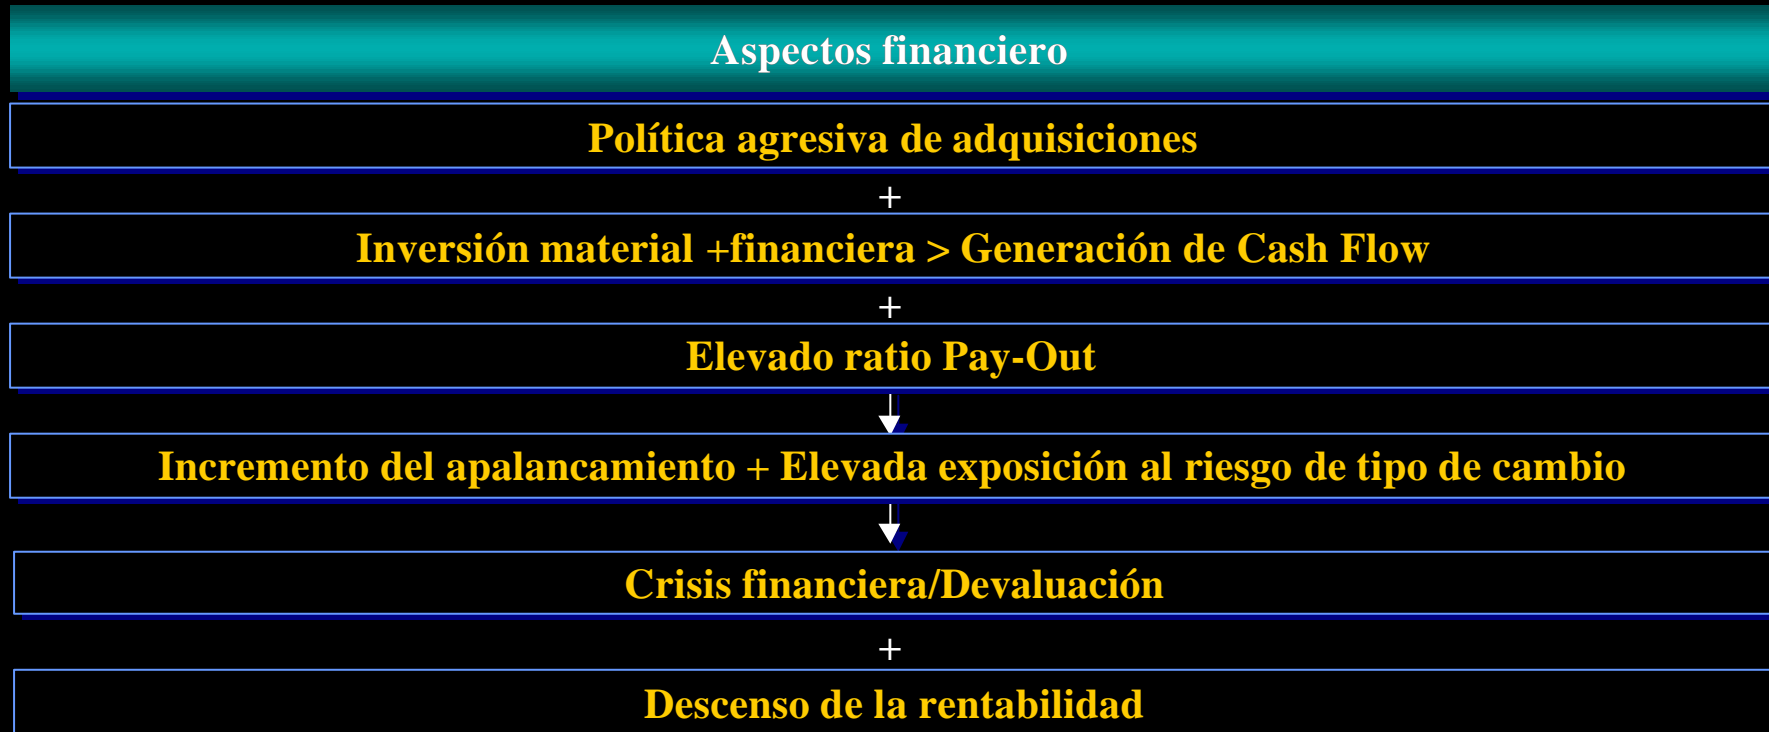 Aspectos financiero
Política agresiva de adquisiciones
+
Inversión material +financiera > Generación de Cash Flow
+
Elevado ratio Pay-Out
Incremento del apalancamiento + Elevada exposición al riesgo de tipo de cambio
Crisis financiera/Devaluación
+
Descenso de la rentabilidad